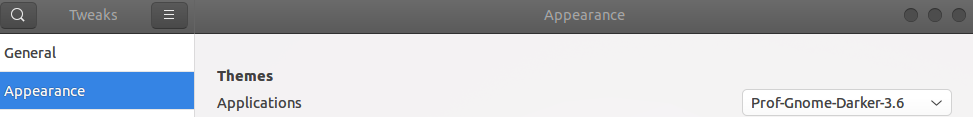 Tweaks
Appearance
General
Appearance
Themes
Applications
Prof-Gnome-Darker-3.6